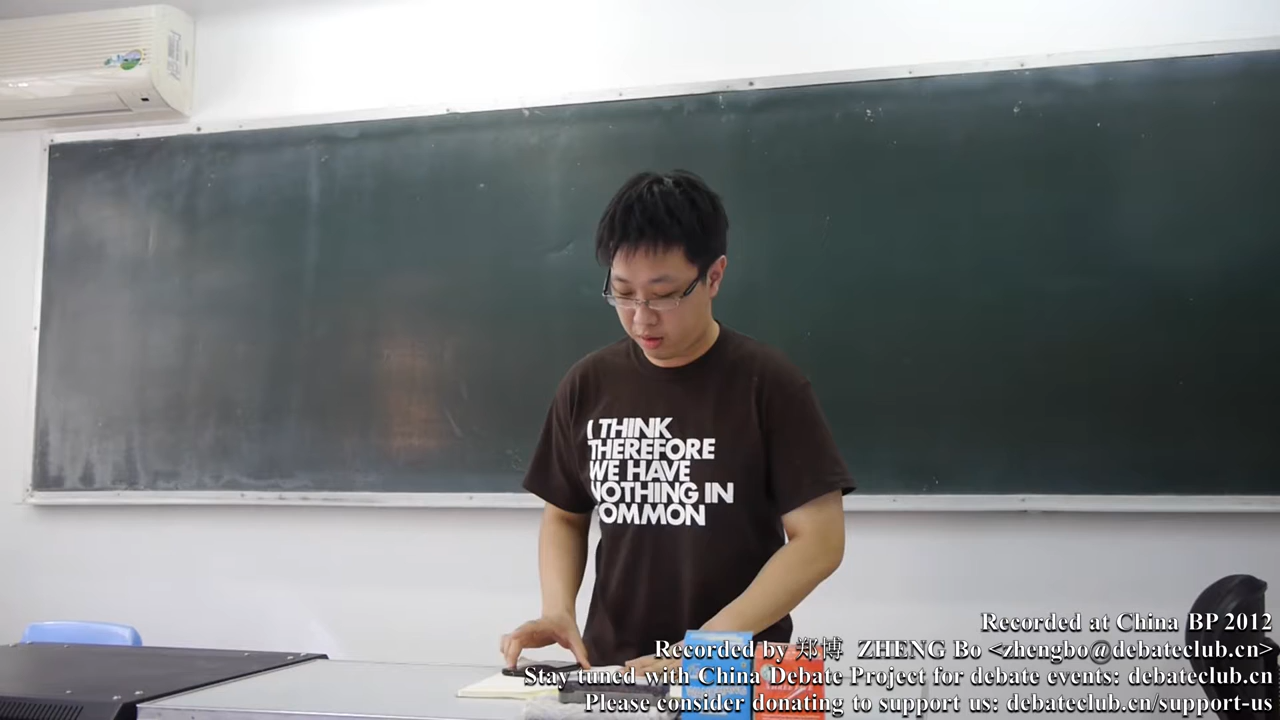 I THINK
THEREFORE
WE HAVE
NOTHING IN
COMMON
Recorded at China BP 2012
Recorded by 郑博 ZHENG Bo <zhengbo@debateclub.cn>
Stay tuned with China Debate Project for debate events: debateclub.cn
Please consider donating to support us: debateclub.cn/support-us